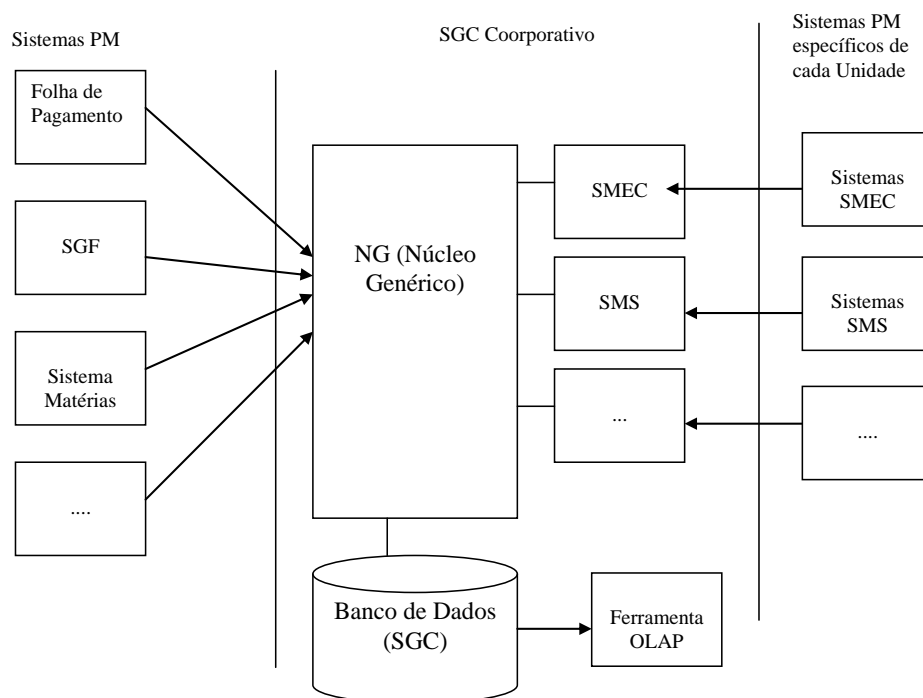 Sistemas PM
Folha de
Pagamento
SGF
Sistema
Matérias
....
SGC Coorporativo
NG (Núcleo
Genérico)
SMEC
SMS
...
Banco de Dados
(SGC)
Ferramenta
OLAP
Sistemas PM
específicos de
cada Unidade
Sistemas
SMEC
Sistemas
SMS
....